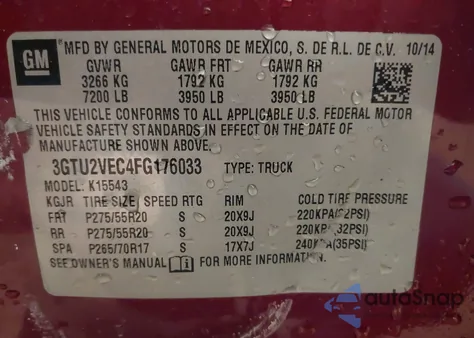 GM
MFD BY GENERAL MOTORS DE MEXICO, S. DE R.L. DE C.V. 10/14
GVWR GAWR FRT GAWR RR
3266 KG 1792 KG 1792 KG
7200 LB 3950 LB 3950 LB
THIS VEHICLE CONFORMS TO ALL APPLICABLE U.S. FEDERAL MOTOR
VEHICLE SAFETY STANDARDS IN EFFECT ON THE DATE OF
MANUFACTURE SHOWN ABOVE.
3GTU2VEC4FG176033 TYPE: TRUCK
MODEL: K15543
KGJR TIRE SIZE/ SPEED RTG RIM COLD TIRE PRESSURE
FRT P275/55R20 S 20X9J 220KPA(32PSI)
RR P275/55R20 S 20X9J 220KPA(32PSI)
SPA P265/70R17 S 17X7J 240KPA(35PSI)
SEE OWNER'S MANUAL i FOR MORE INFORMATION.
autoSnap